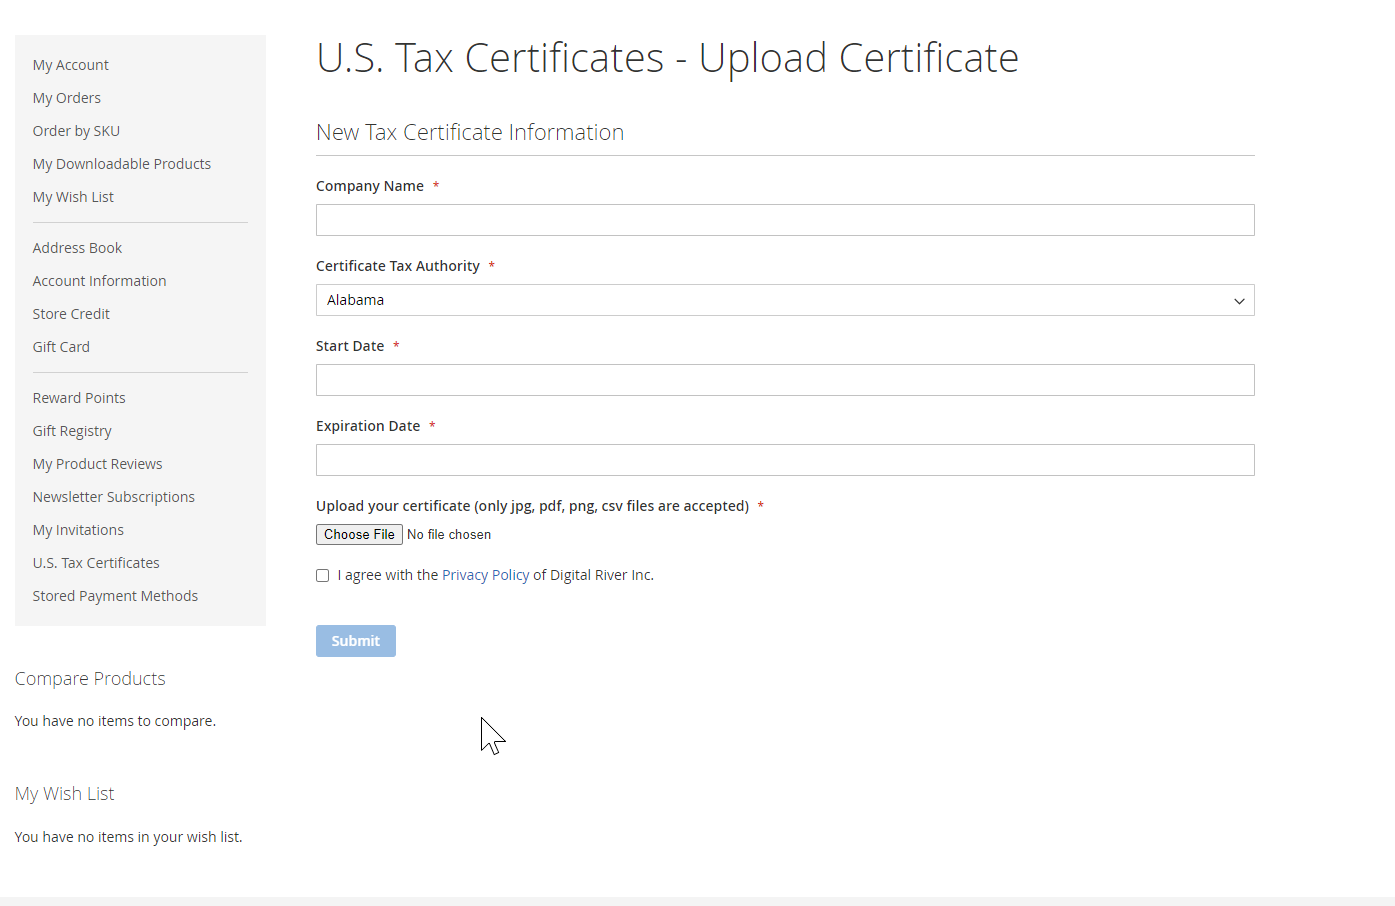 My Account
My Orders
Order by SKU
My Downloadable Products
My Wish List
Address Book
Account Information
Store Credit
Gift Card
Reward Points
Gift Registry
My Product Reviews
Newsletter Subscriptions
My Invitations
U.S. Tax Certificates
Stored Payment Methods
Compare Products
You have no items to compare.
My Wish List
You have no items in your wish list.
U.S. Tax Certificates - Upload Certificate
New Tax Certificate Information
Company Name *
Certificate Tax Authority *
Alabama
Start Date *
Expiration Date *
Upload your certificate (only jpg, pdf, png, csv files are accepted) *
Choose File No file chosen
I agree with the Privacy Policy of Digital River Inc.
Submit